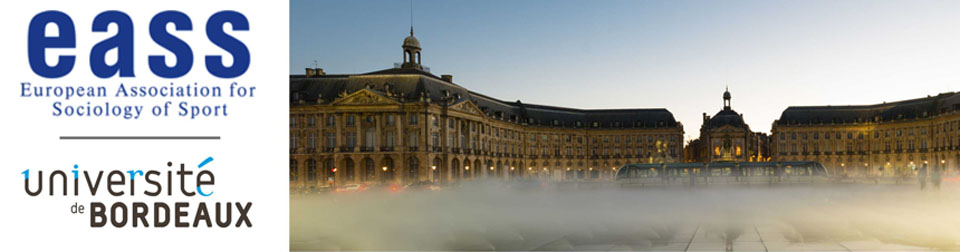 eass
European Association for
Sociology of Sport
université
de BORDEAUX